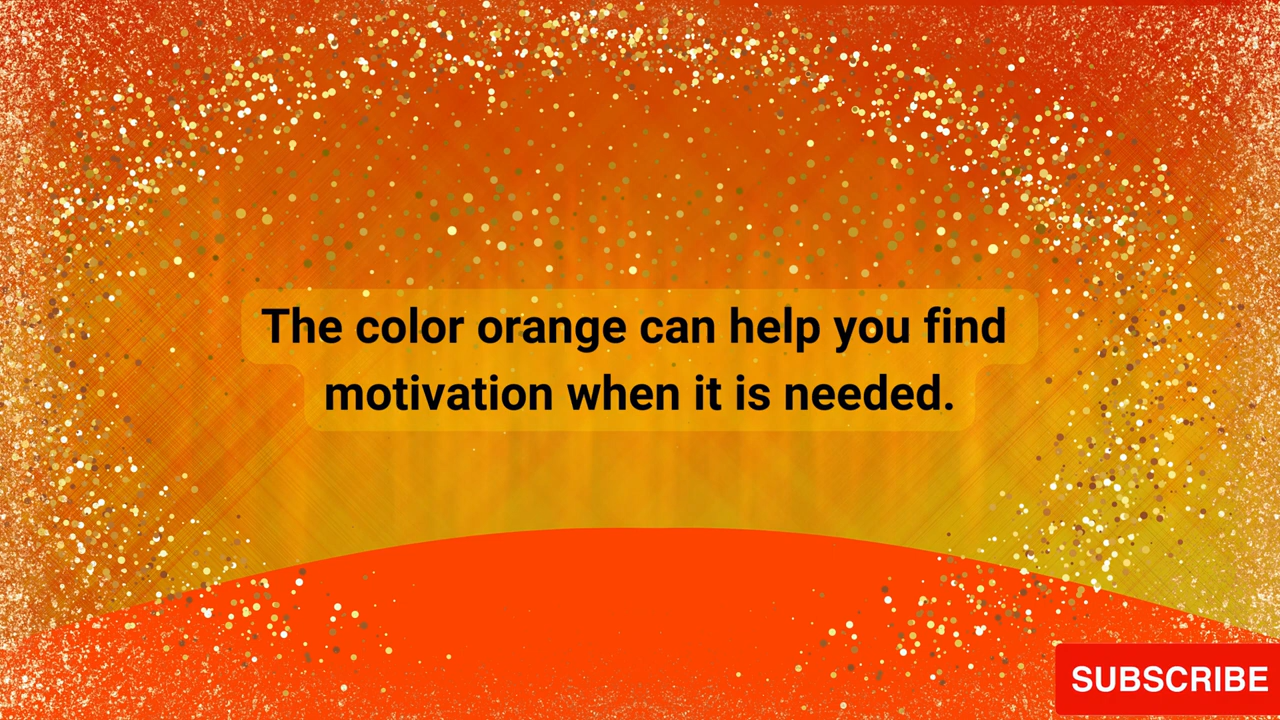 The color orange can help you find
motivation when it is needed.
SUBSCRIBE